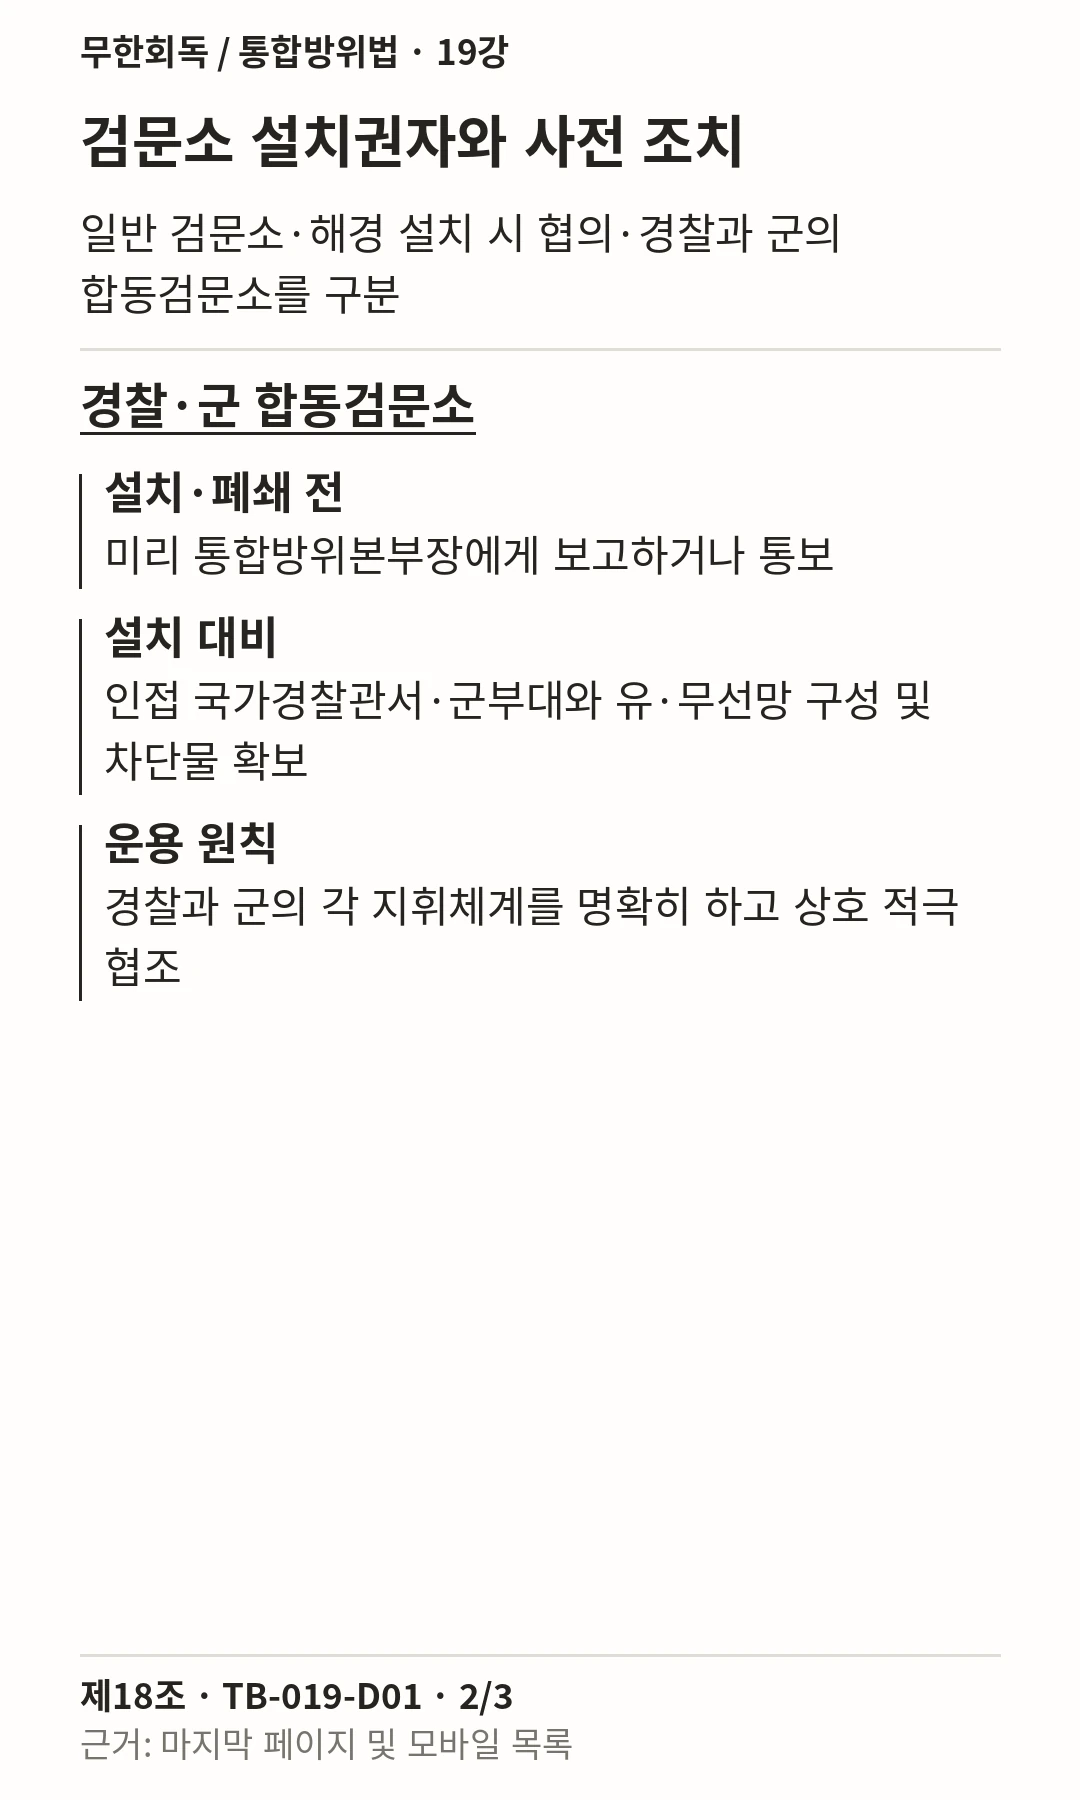 무한회독 / 통합방위법 · 19강
검문소 설치권자와 사전 조치
일반 검문소·해경 설치 시 협의·경찰과 군의
합동검문소를 구분
경찰·군 합동검문소
설치·폐쇄 전
미리 통합방위본부장에게 보고하거나 통보
설치 대비
인접 국가경찰관서·군부대와 유·무선망 구성 및
차단물 확보
운용 원칙
경찰과 군의 각 지휘체계를 명확히 하고 상호 적극
협조
제18조 · TB-019-D01 · 2/3
근거: 마지막 페이지 및 모바일 목록